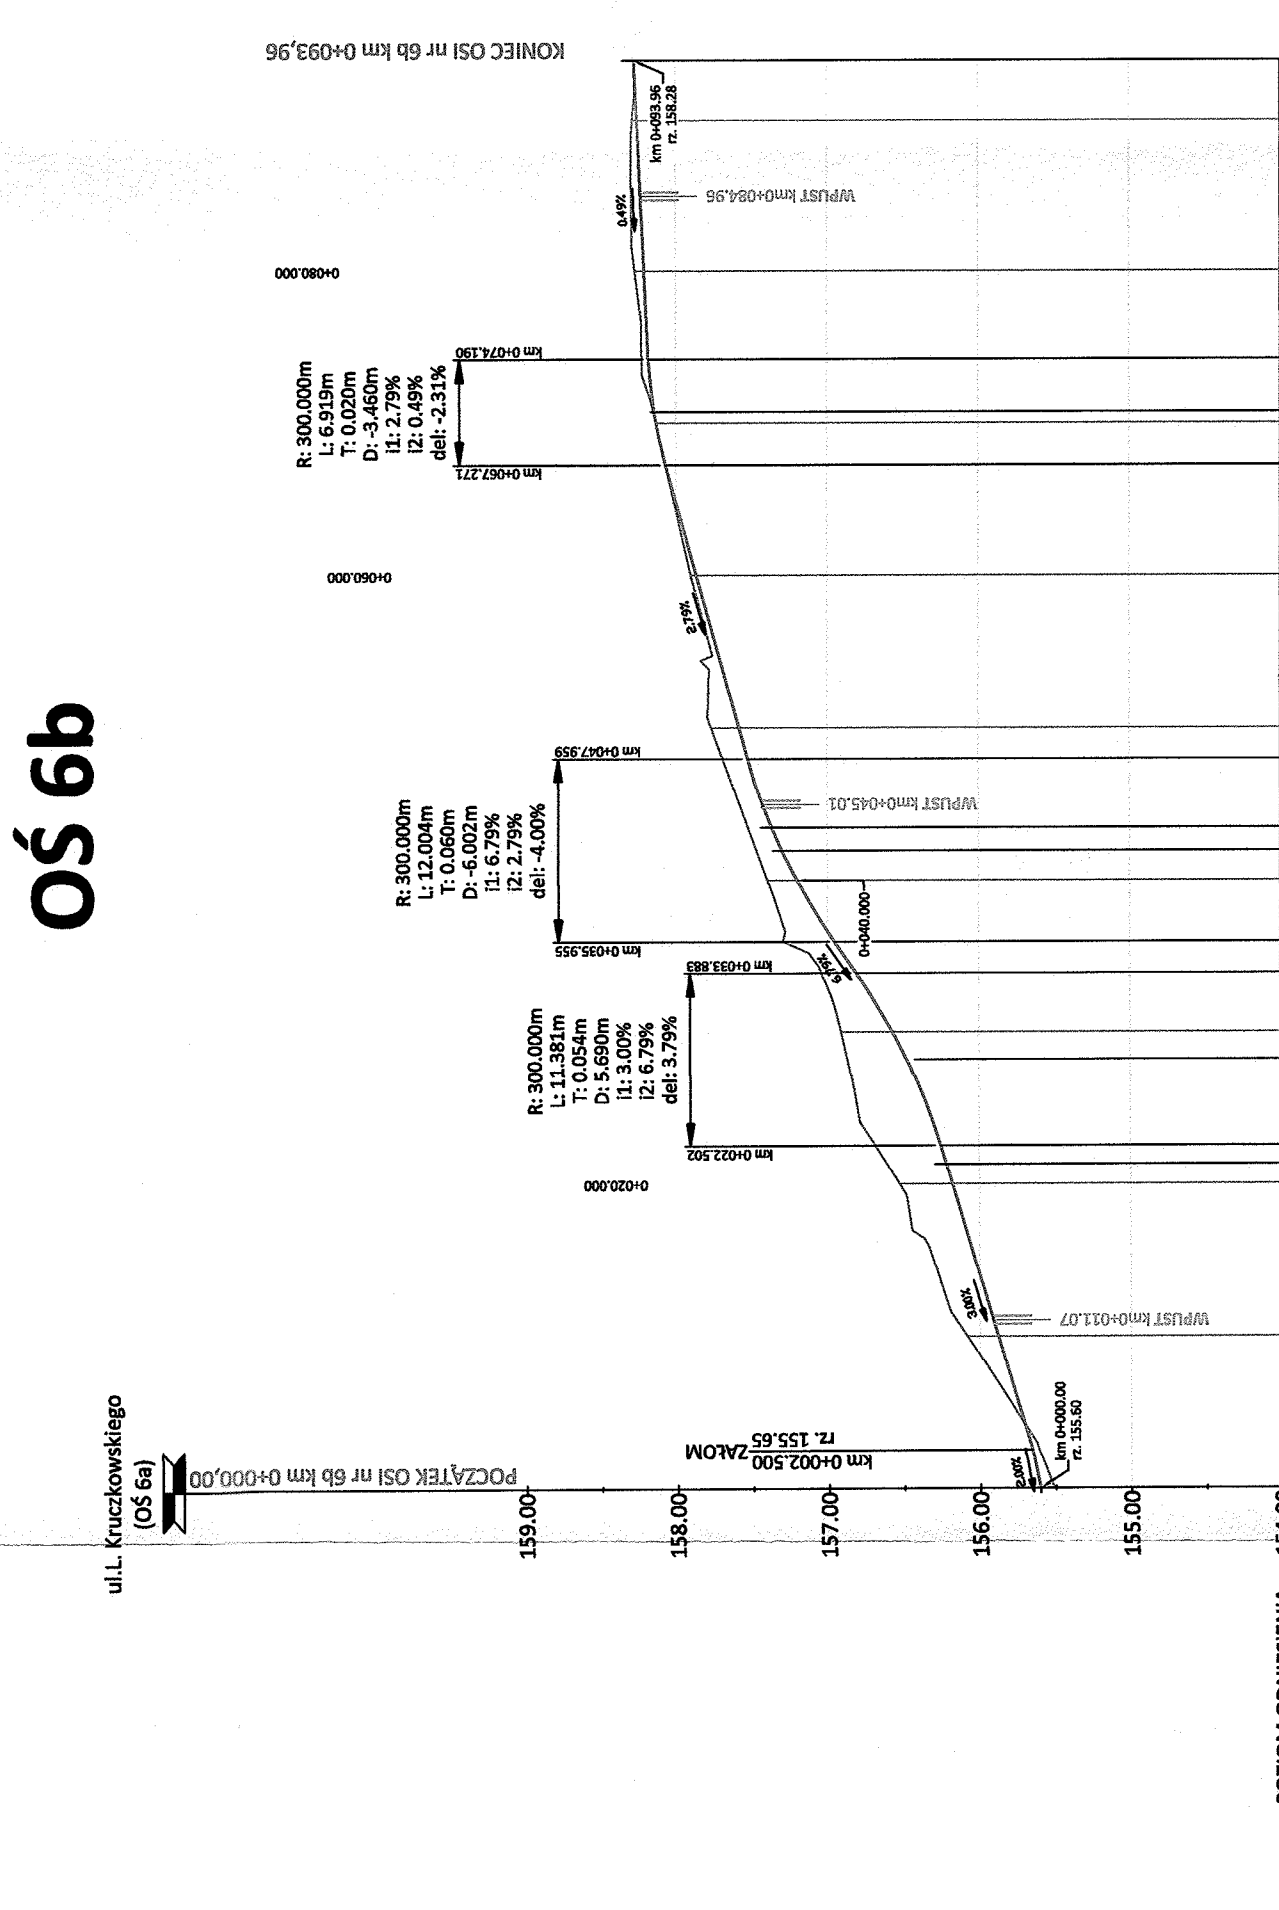 OŚ 6b
ul.L. Kruczkowskiego
(OŚ 6a)
POCZĄTEK OSI nr 6b km 0+000,00
KONIEC OSI nr 6b km 0+093,96
159.00
158.00
157.00
156.00
155.00
ZAŁOM
km 0+002.500
rz. 155.65
2.00%
km 0+000.00
rz. 155.60
3.00%
WPUST km0+011.07
0+020.000
km 0+022.502
R: 300.000m
L: 11.381m
T: 0.054m
D: 5.690m
i1: 3.00%
i2: 6.79%
del: 3.79%
km 0+033.883
6.79%
km 0+035.955
0+040.000
R: 300.000m
L: 12.004m
T: 0.060m
D: -6.002m
i1: 6.79%
i2: 2.79%
del: -4.00%
WPUST km0+045.01
km 0+047.959
2.79%
0+060.000
km 0+067.271
R: 300.000m
L: 6.919m
T: 0.020m
D: -3.460m
i1: 2.79%
i2: 0.49%
del: -2.31%
km 0+074.190
0+080.000
0.49%
WPUST km0+084.96
km 0+093.96
rz. 158.28